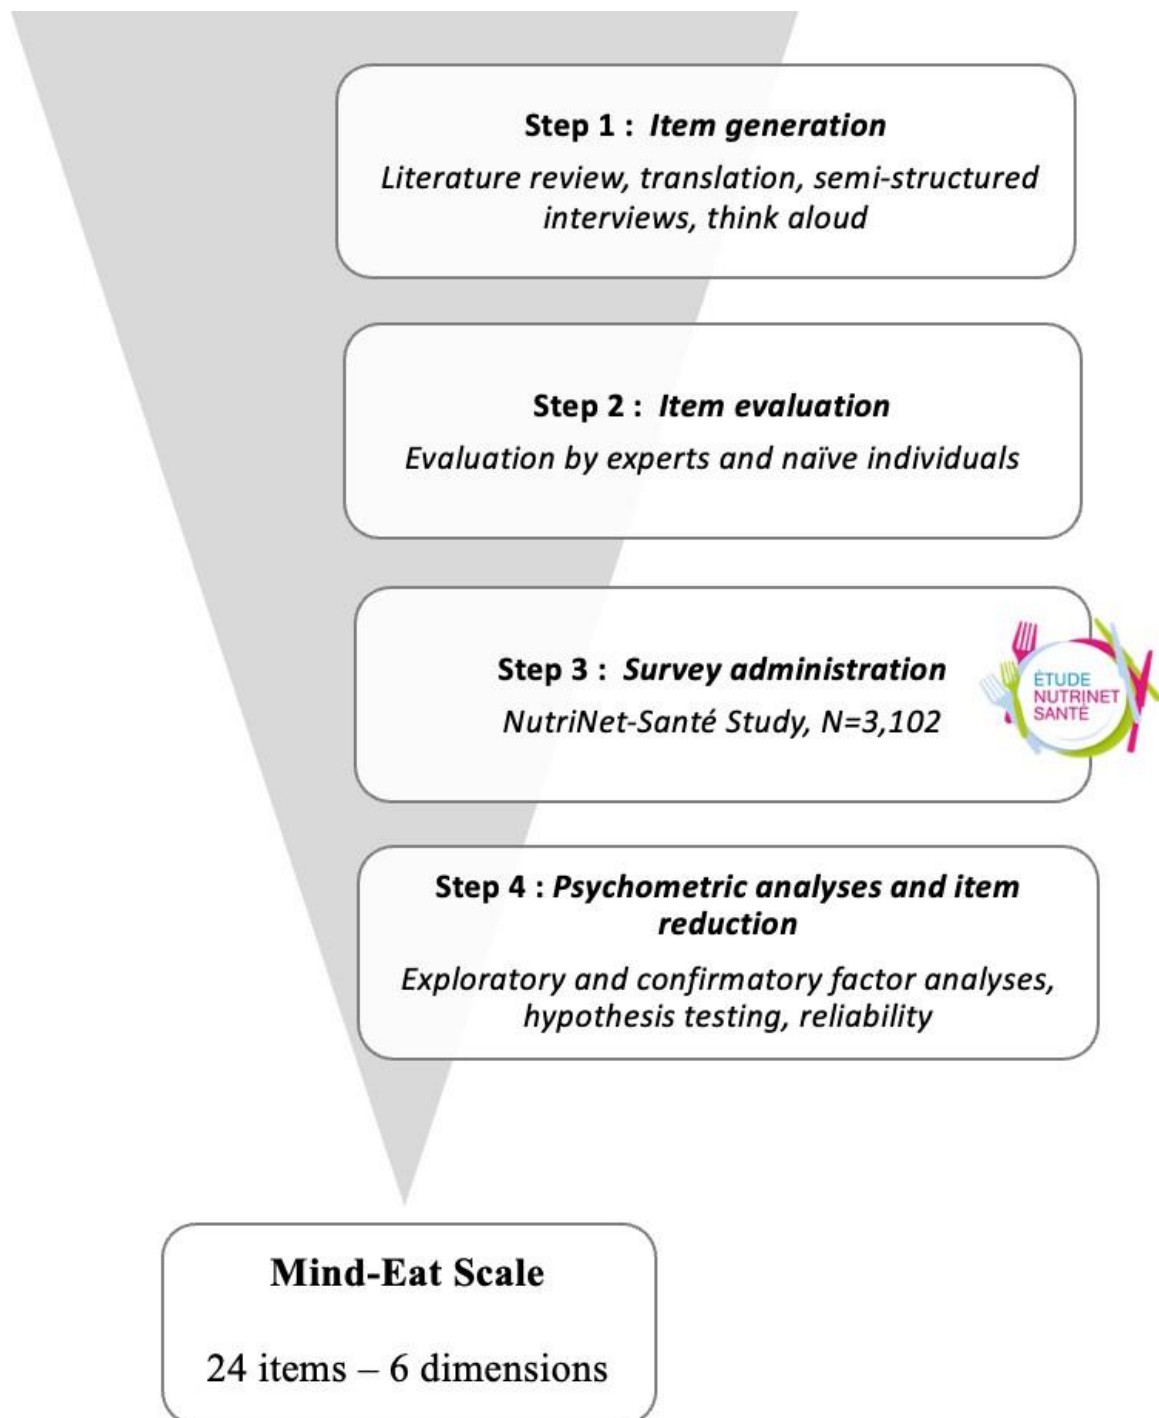 Step 1 : Item generation
Literature review, translation, semi-structured
interviews, think aloud
Step 2 : Item evaluation
Evaluation by experts and naïve individuals
Step 3 : Survey administration
NutriNet-Santé Study, N=3,102
ÉTUDE
NUTRINET
SANTÉ
Step 4 : Psychometric analyses and item
reduction
Exploratory and confirmatory factor analyses,
hypothesis testing, reliability
Mind-Eat Scale
24 items – 6 dimensions